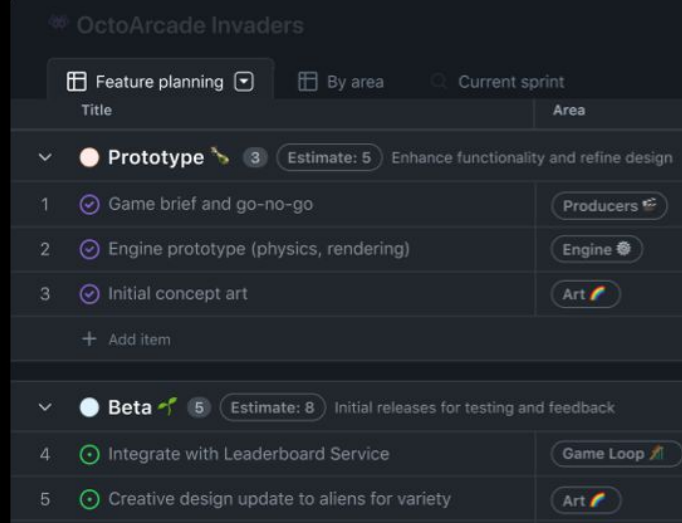 OctoArcade Invaders
Feature planning By area Current sprint
Title Area
Prototype 3 Estimate: 5 Enhance functionality and refine design
1 Game brief and go-no-go Producers
2 Engine prototype (physics, rendering) Engine
3 Initial concept art Art
+ Add item
Beta 5 Estimate: 8 Initial releases for testing and feedback
4 Integrate with Leaderboard Service Game Loop
5 Creative design update to aliens for variety Art